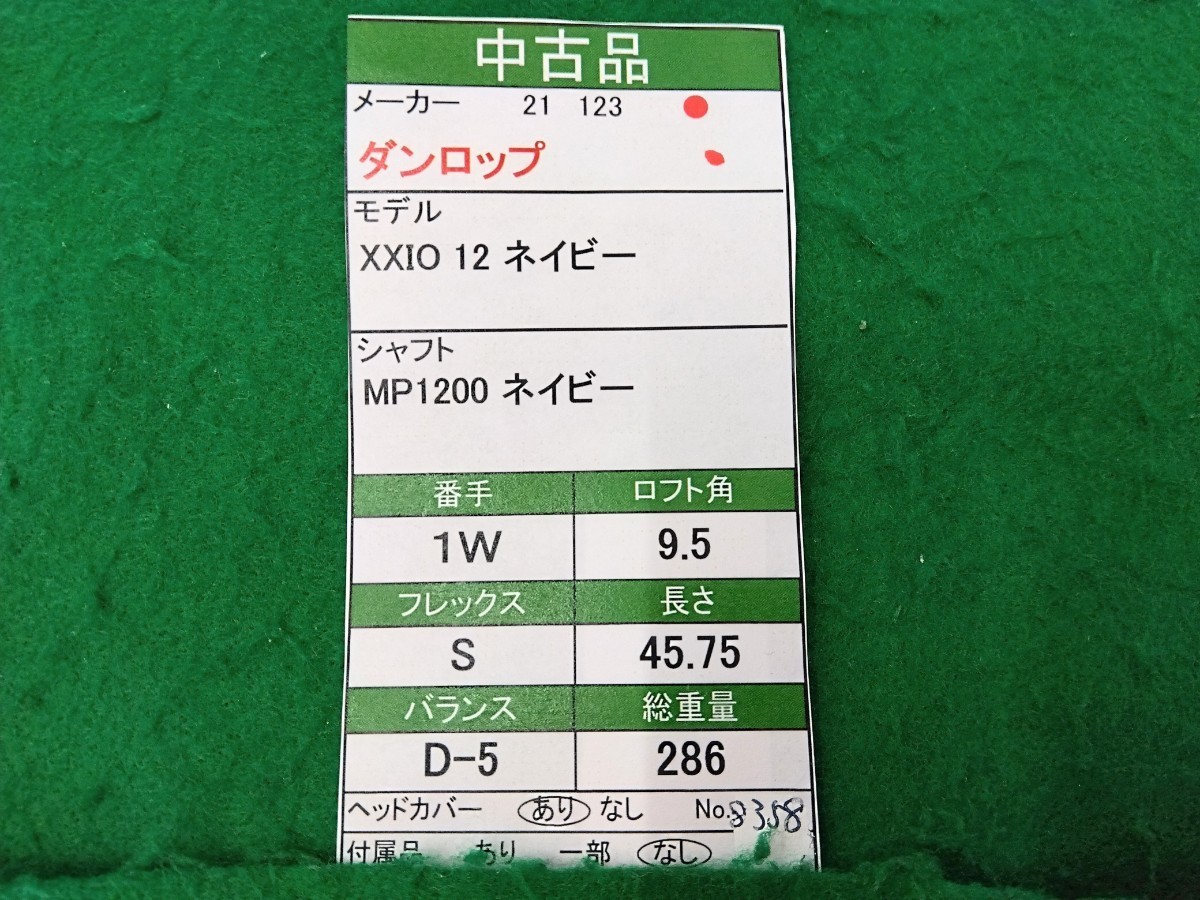 中古品
メーカー 21 123
ダンロップ
モデル
XXIO 12 ネイビー
シャフト
MP1200 ネイビー
番手 ロフト角
1W 9.5
フレックス 長さ
S 45.75
バランス 総重量
D-5 286
ヘッドカバー あり なし No. 8358
付属品 あり 一部 なし